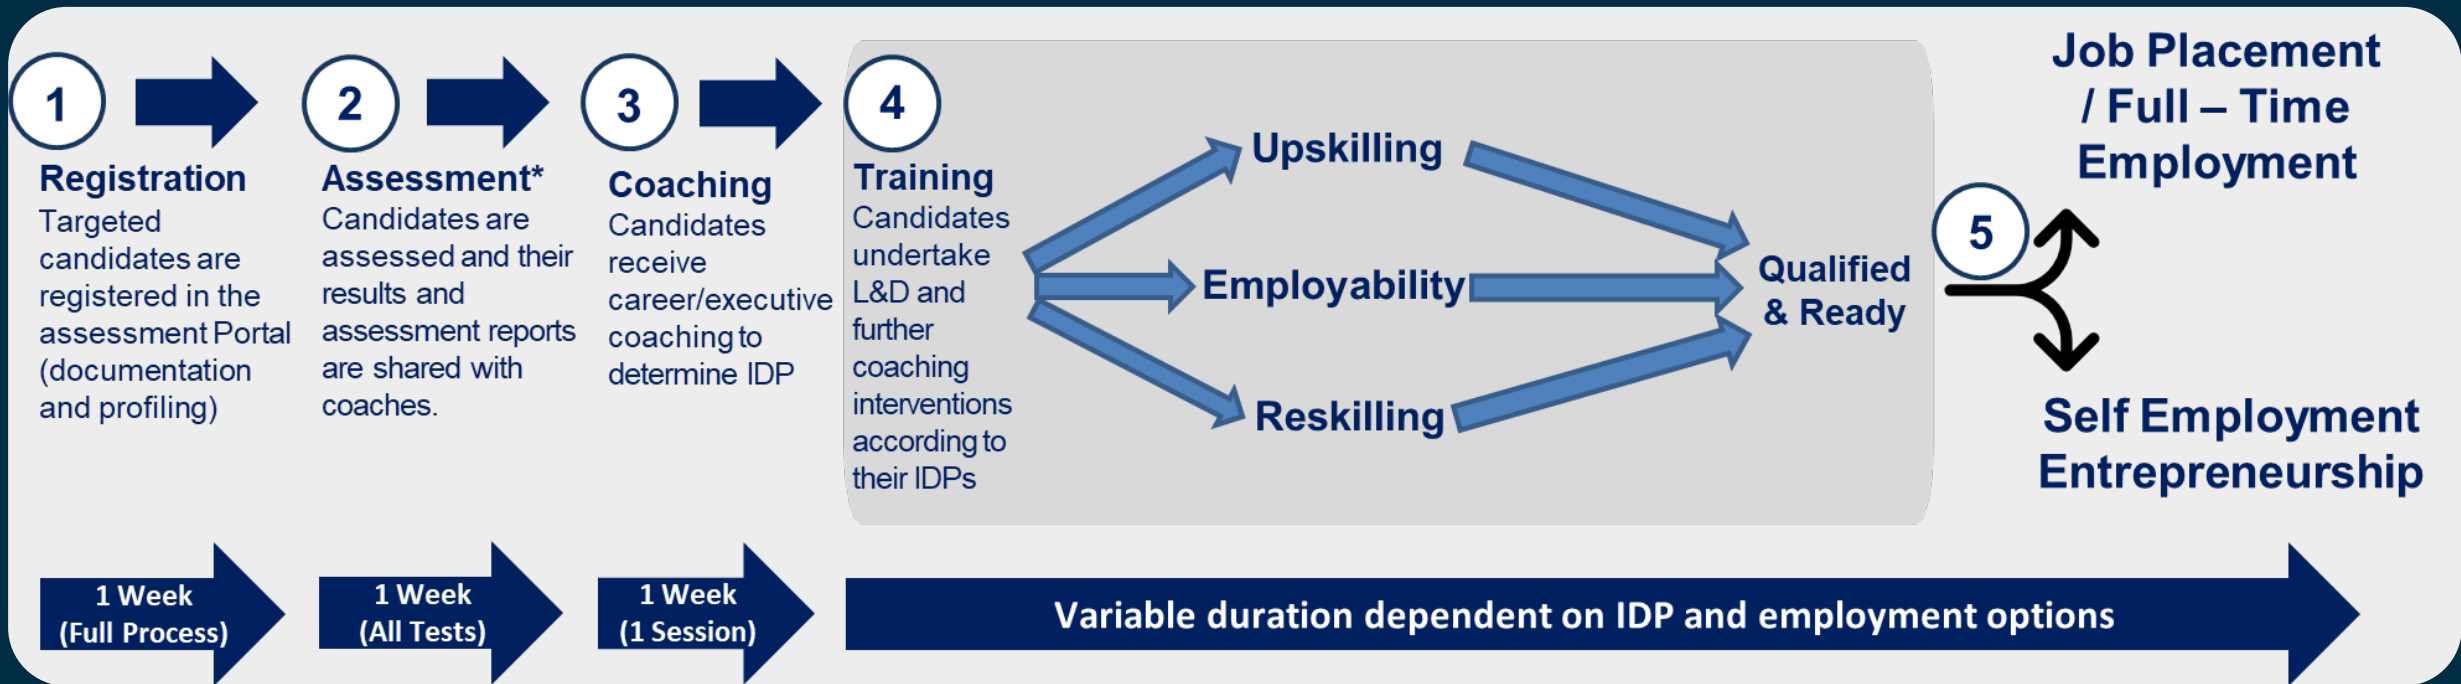 1
Registration
Targeted
candidates are
registered in the
assessment Portal
(documentation
and profiling)
2
Assessment*
Candidates are
assessed and their
results and
assessment reports
are shared with
coaches.
3
Coaching
Candidates
receive
career/executive
coaching to
determine IDP
4
Training
Candidates
undertake
L&D and
further
coaching
interventions
according to
their IDPs
Upskilling
Employability
Reskilling
Qualified
& Ready
5
Job Placement
/ Full – Time
Employment
Self Employment
Entrepreneurship
1 Week
(Full Process)
1 Week
(All Tests)
1 Week
(1 Session)
Variable duration dependent on IDP and employment options